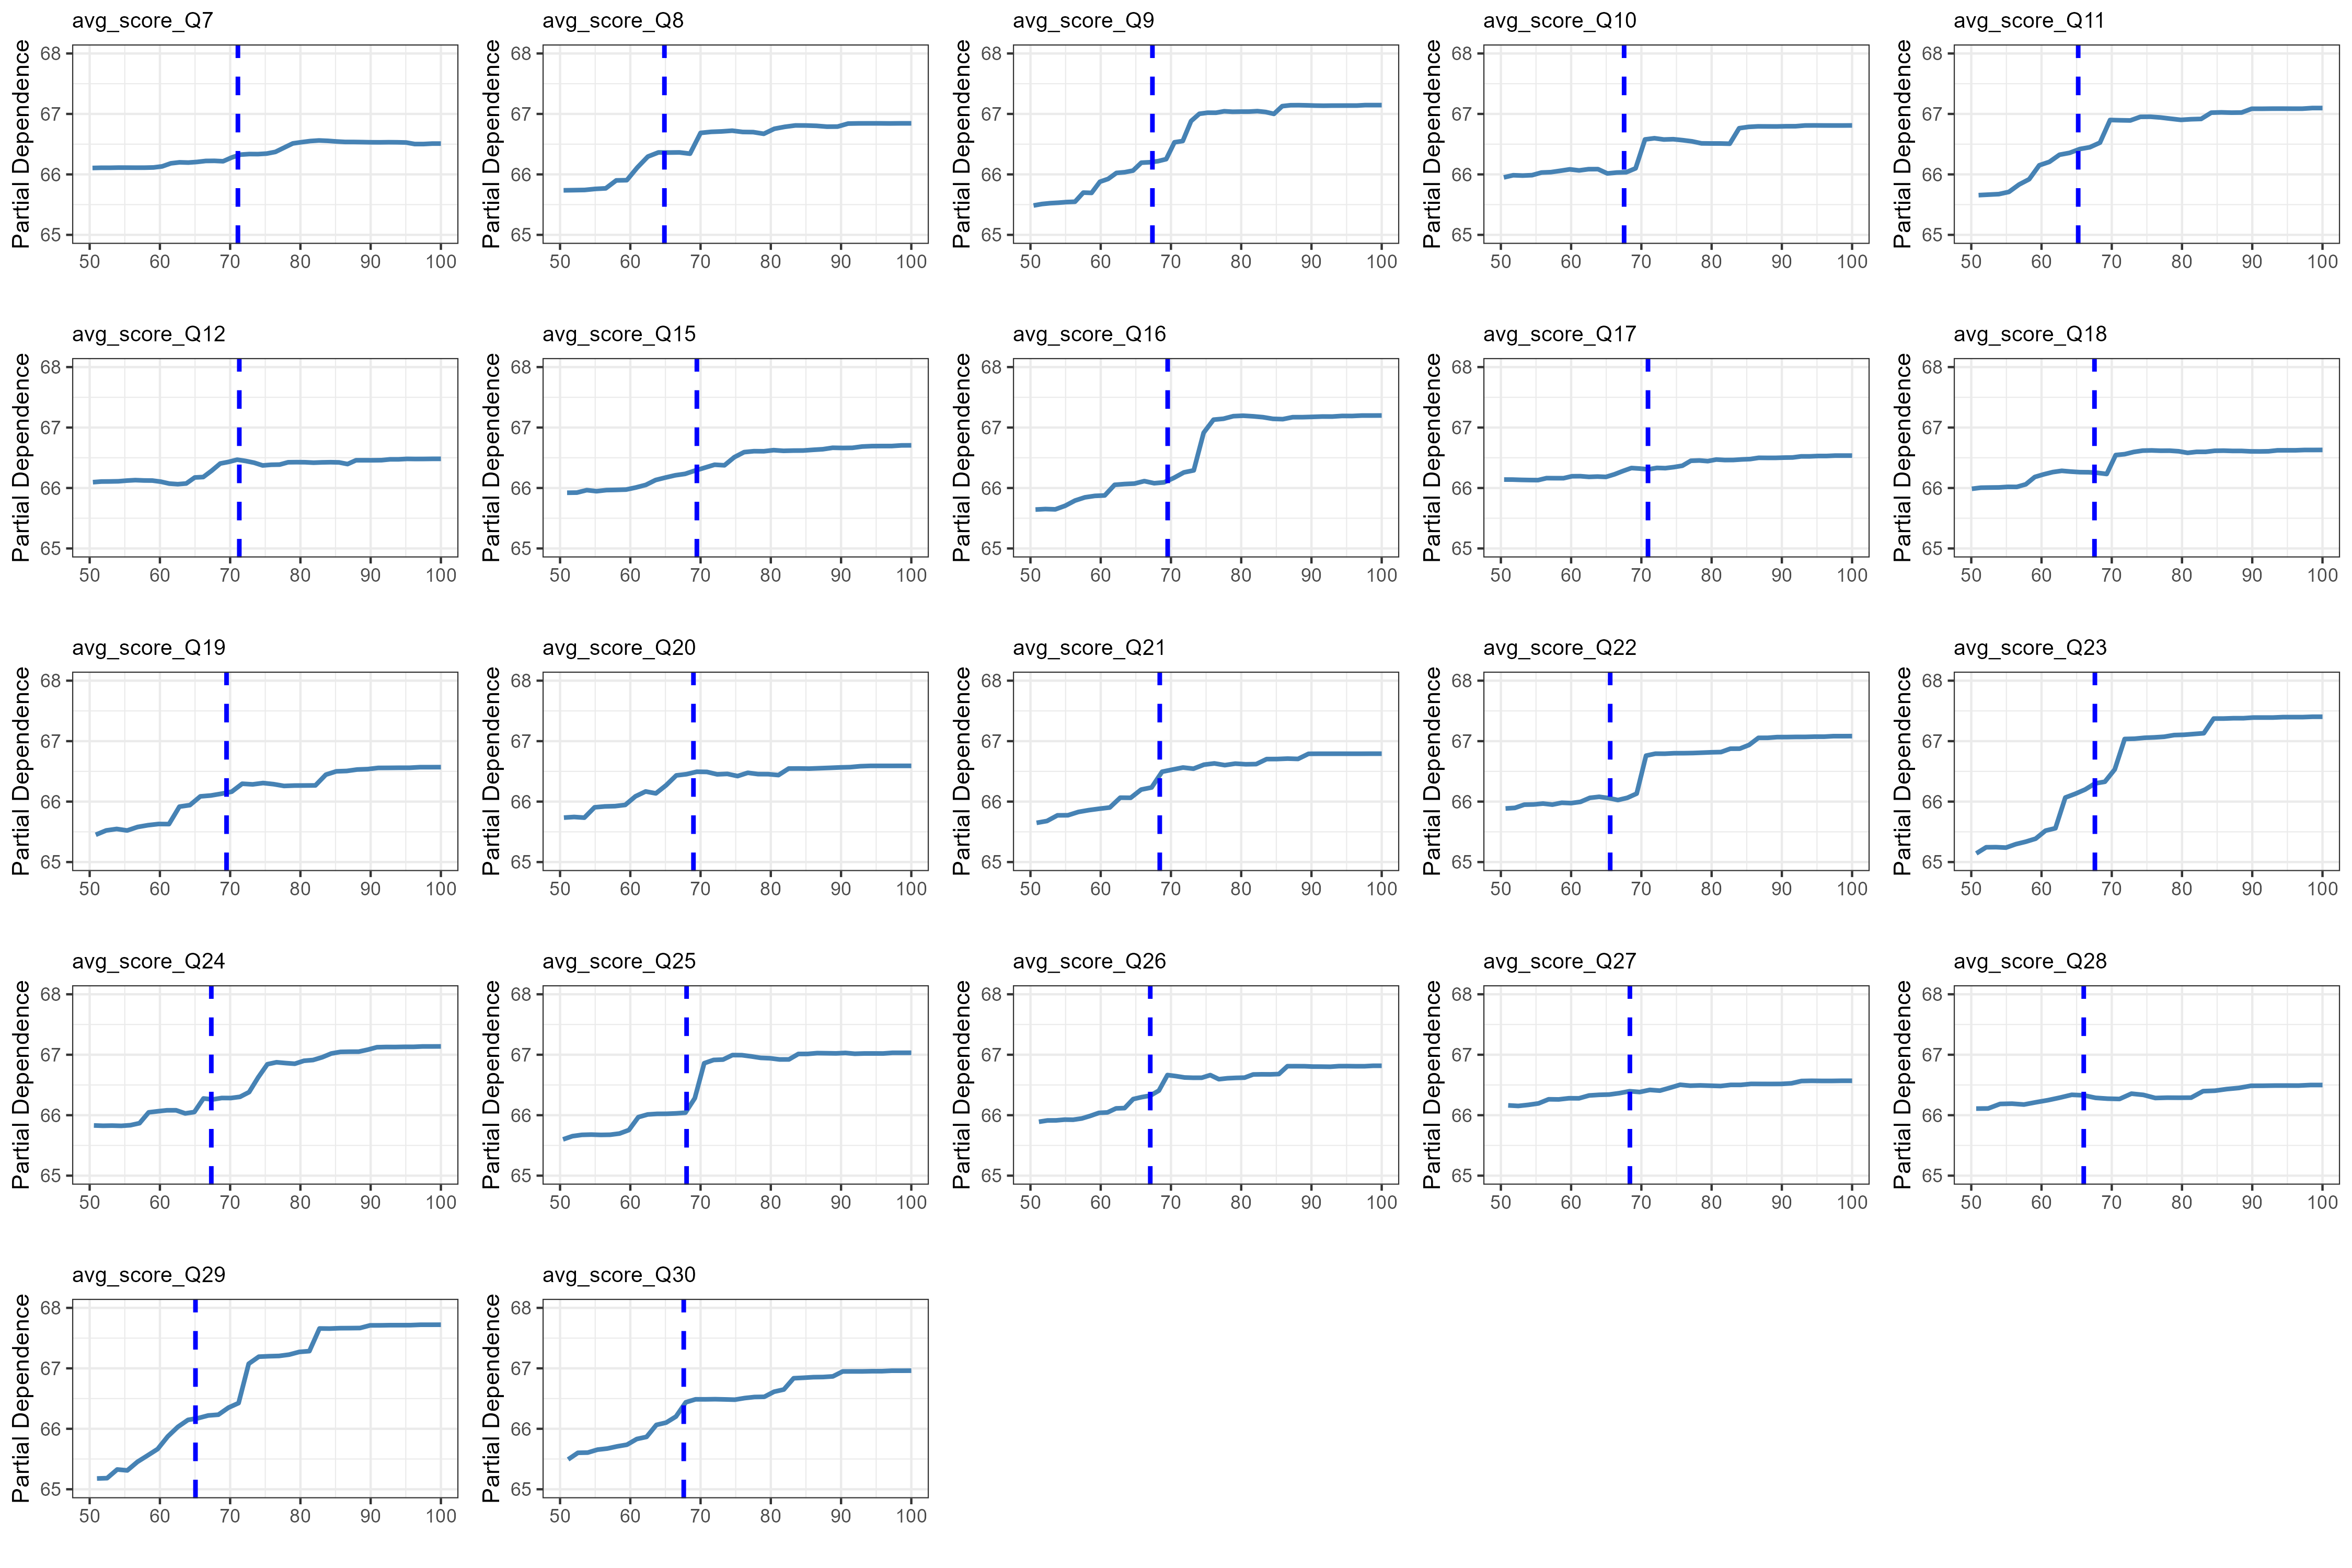 avg_score_Q7 avg_score_Q8 avg_score_Q9 avg_score_Q10 avg_score_Q11
Partial Dependence Partial Dependence Partial Dependence Partial Dependence Partial Dependence
68 68 68 68 68
67 67 67 67 67
66 66 66 66 66
65 65 65 65 65
50 60 70 80 90 100 50 60 70 80 90 100 50 60 70 80 90 100 50 60 70 80 90 100 50 60 70 80 90 100
avg_score_Q12 avg_score_Q15 avg_score_Q16 avg_score_Q17 avg_score_Q18
Partial Dependence Partial Dependence Partial Dependence Partial Dependence Partial Dependence
68 68 68 68 68
67 67 67 67 67
66 66 66 66 66
65 65 65 65 65
50 60 70 80 90 100 50 60 70 80 90 100 50 60 70 80 90 100 50 60 70 80 90 100 50 60 70 80 90 100
avg_score_Q19 avg_score_Q20 avg_score_Q21 avg_score_Q22 avg_score_Q23
Partial Dependence Partial Dependence Partial Dependence Partial Dependence Partial Dependence
68 68 68 68 68
67 67 67 67 67
66 66 66 66 66
65 65 65 65 65
50 60 70 80 90 100 50 60 70 80 90 100 50 60 70 80 90 100 50 60 70 80 90 100 50 60 70 80 90 100
avg_score_Q24 avg_score_Q25 avg_score_Q26 avg_score_Q27 avg_score_Q28
Partial Dependence Partial Dependence Partial Dependence Partial Dependence Partial Dependence
68 68 68 68 68
67 67 67 67 67
66 66 66 66 66
65 65 65 65 65
50 60 70 80 90 100 50 60 70 80 90 100 50 60 70 80 90 100 50 60 70 80 90 100 50 60 70 80 90 100
avg_score_Q29 avg_score_Q30
Partial Dependence Partial Dependence
68 68
67 67
66 66
65 65
50 60 70 80 90 100 50 60 70 80 90 100